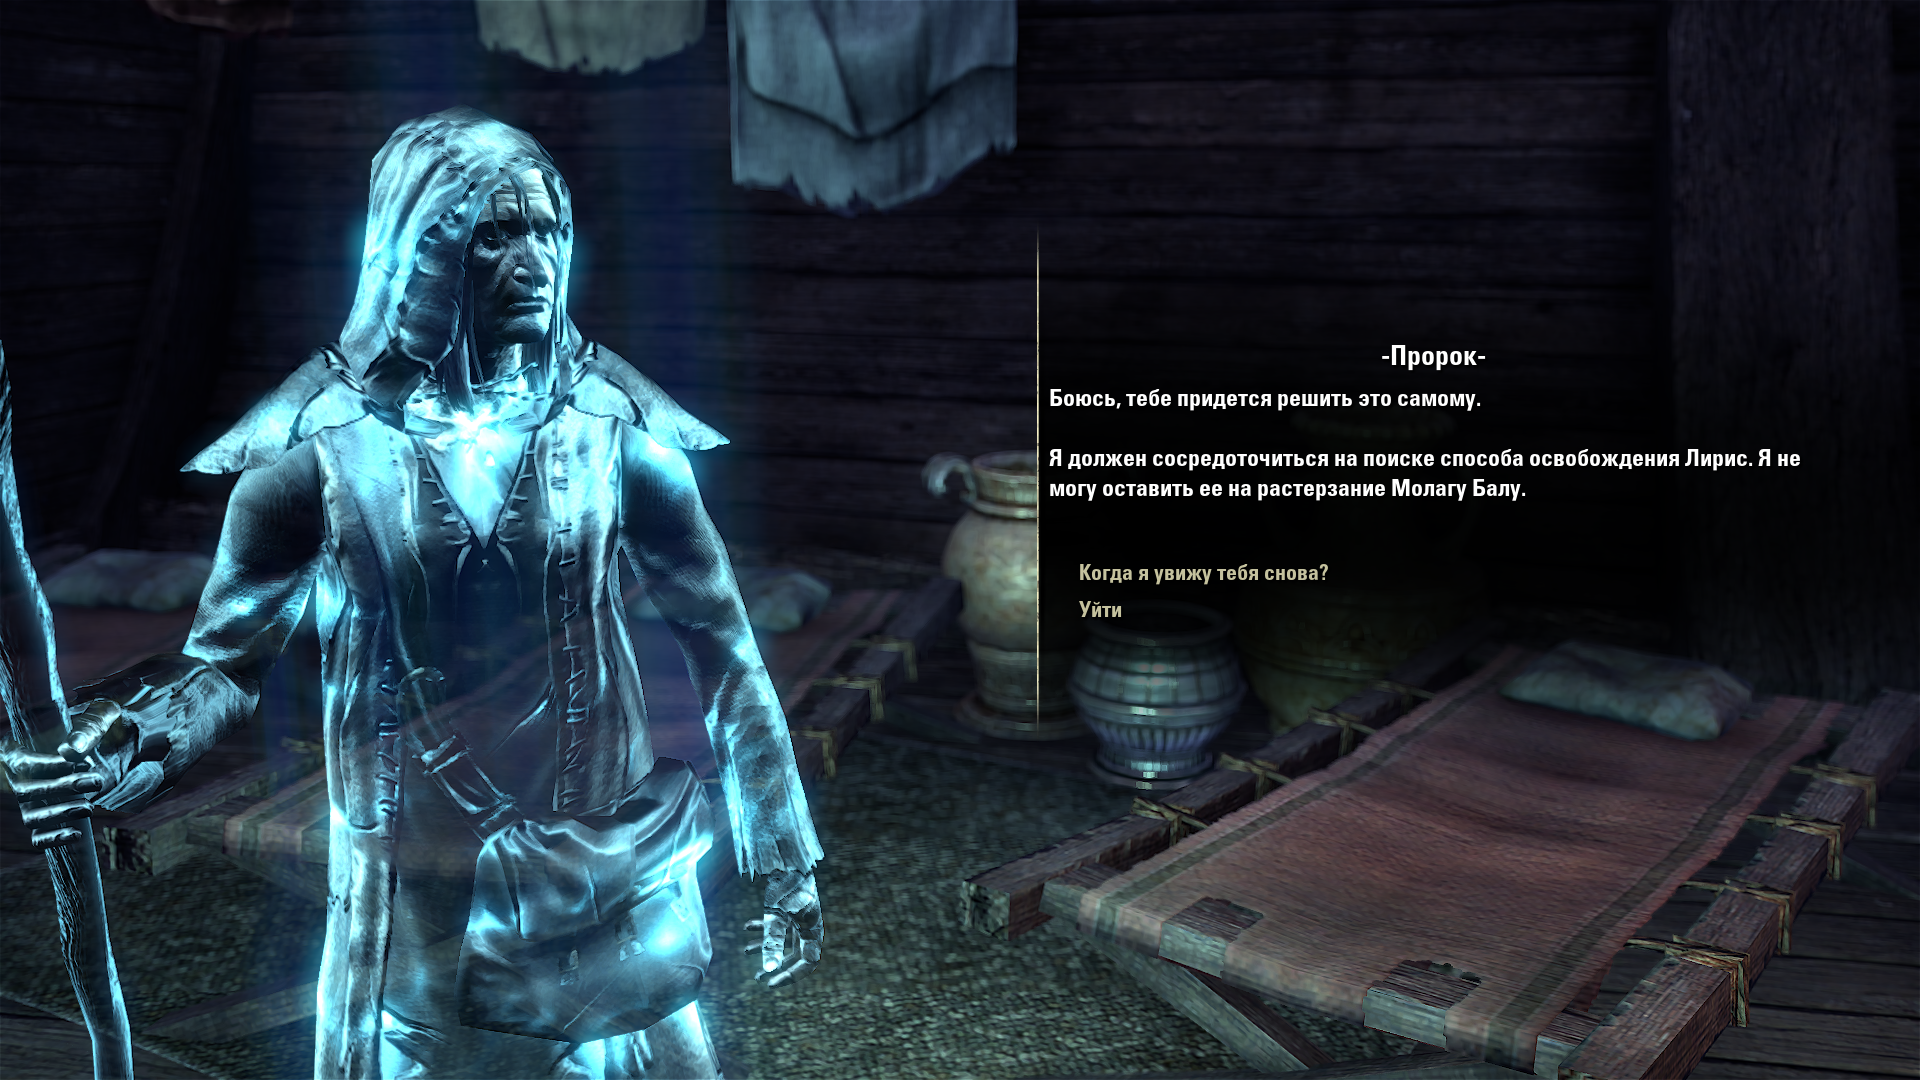 -Пророк-
Боюсь, тебе придется решить это самому.
Я должен сосредоточиться на поиске способа освобождения Лирис. Я не
могу оставить ее на растерзание Молагу Балу.
Когда я увижу тебя снова?
Уйти